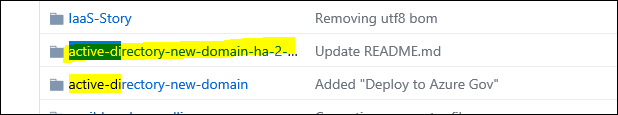 IaaS-Story Removing utf8 bom
active-directory-new-domain-ha-2-... Update README.md
active-directory-new-domain Added "Deploy to Azure Gov"